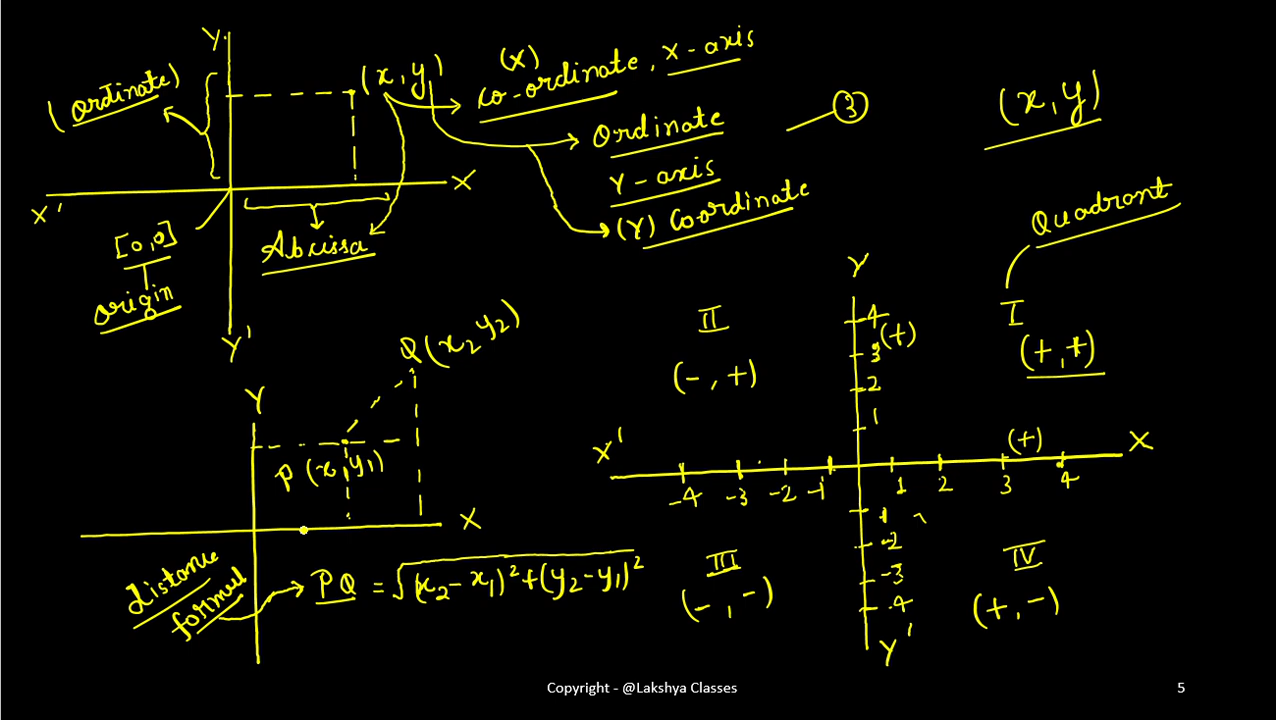 Y
(ordinate)
(x, y)
(X)
co-ordinate, X-axis
Ordinate
Y-axis
(Y) Coordinate
③
(x, y)
X'
X
[0,0]
origin
Abscissa
Y'
Quadrant
Y
X
P (x, y1)
Q (x2 y2)
distance
formul
PQ = √(x2 - x1)² + (y2 - y1)²
Y
4
(+)
3
2
1
II
(-, +)
I
(+, +)
X'
(+)
X
-4 -3 -2 -1 1 2 3 4
1
-2
-3
-4
Y'
III
(-, -)
IV
(+, -)
Copyright - @Lakshya Classes
5